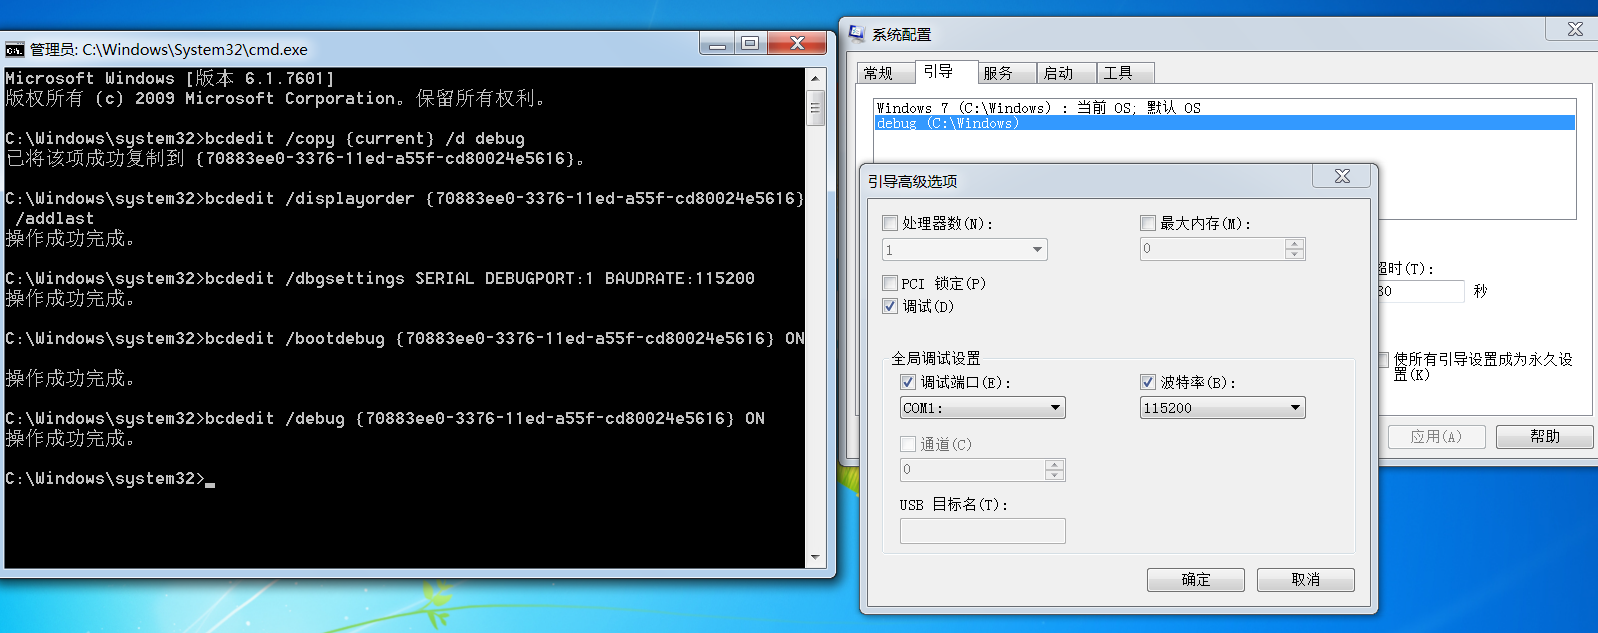 管理员: C:\Windows\System32\cmd.exe
Microsoft Windows [版本 6.1.7601]
版权所有 (c) 2009 Microsoft Corporation。保留所有权利。
C:\Windows\system32>bcdedit /copy {current} /d debug
已将该项成功复制到 {70883ee0-3376-11ed-a55f-cd80024e5616}。
C:\Windows\system32>bcdedit /displayorder {70883ee0-3376-11ed-a55f-cd80024e5616}
/addlast
操作成功完成。
C:\Windows\system32>bcdedit /dbgsettings SERIAL DEBUGPORT:1 BAUDRATE:115200
操作成功完成。
C:\Windows\system32>bcdedit /bootdebug {70883ee0-3376-11ed-a55f-cd80024e5616} ON
操作成功完成。
C:\Windows\system32>bcdedit /debug {70883ee0-3376-11ed-a55f-cd80024e5616} ON
操作成功完成。
C:\Windows\system32>
系统配置
常规 引导 服务 启动 工具
Windows 7 (C:\Windows) : 当前 OS; 默认 OS
debug (C:\Windows)
引导高级选项
处理器数(N): 最大内存(M):
1 0
PCI 锁定(P)
调试(D)
全局调试设置
调试端口(E): 波特率(B):
COM1: 115200
通道(C)
0
USB 目标名(T):
确定 取消
超时(T):
30 秒
使所有引导设置成为永久设
置(K)
应用(A) 帮助